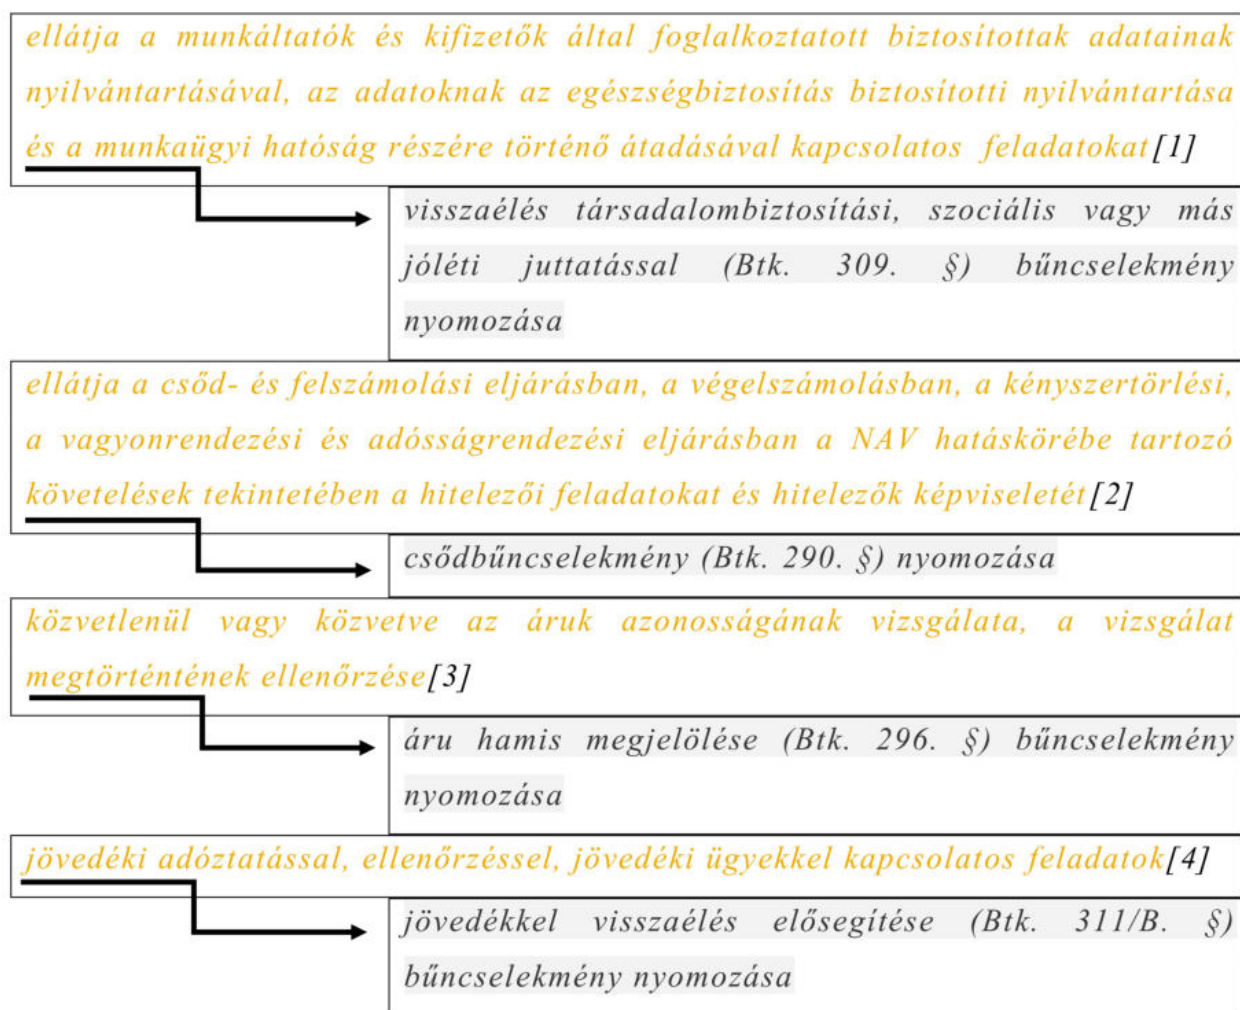 ellátja a munkáltatók és kifizetők által foglalkoztatott biztosítottak adatainak
nyilvántartásával, az adatoknak az egészségbiztosítás biztosítotti nyilvántartása
és a munkaügyi hatóság részére történő átadásával kapcsolatos feladatokat[1]
visszaélés társadalombiztosítási, szociális vagy más
jóléti juttatással (Btk. 309. §) bűncselekmény
nyomozása
ellátja a csőd- és felszámolási eljárásban, a végelszámolásban, a kényszertörlési,
a vagyonrendezési és adósságrendezési eljárásban a NAV hatáskörébe tartozó
követelések tekintetében a hitelezői feladatokat és hitelezők képviseletét[2]
csődbűncselekmény (Btk. 290. §) nyomozása
közvetlenül vagy közvetve az áruk azonosságának vizsgálata, a vizsgálat
megtörténtének ellenőrzése[3]
áru hamis megjelölése (Btk. 296. §) bűncselekmény
nyomozása
jövedéki adóztatással, ellenőrzéssel, jövedéki ügyekkel kapcsolatos feladatok[4]
jövedékkel visszaélés elősegítése (Btk. 311/B. §)
bűncselekmény nyomozása